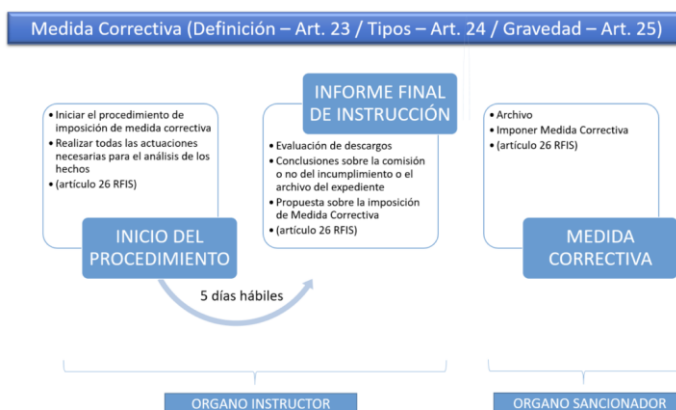 Medida Correctiva (Definición – Art. 23 / Tipos – Art. 24 / Gravedad – Art. 25)
• Iniciar el procedimiento de
imposición de medida correctiva
• Realizar todas las actuaciones
necesarias para el análisis de los
hechos
• (artículo 26 RFIS)
INICIO DEL
PROCEDIMIENTO
5 días hábiles
INFORME FINAL
DE INSTRUCCIÓN
• Evaluación de descargos
• Conclusiones sobre la comisión
o no del incumplimiento o el
archivo del expediente
• Propuesta sobre la imposición
de Medida Correctiva
• (artículo 26 RFIS)
• Archivo
• Imponer Medida Correctiva
• (artículo 26 RFIS)
MEDIDA
CORRECTIVA
ORGANO INSTRUCTOR
ORGANO SANCIONADOR